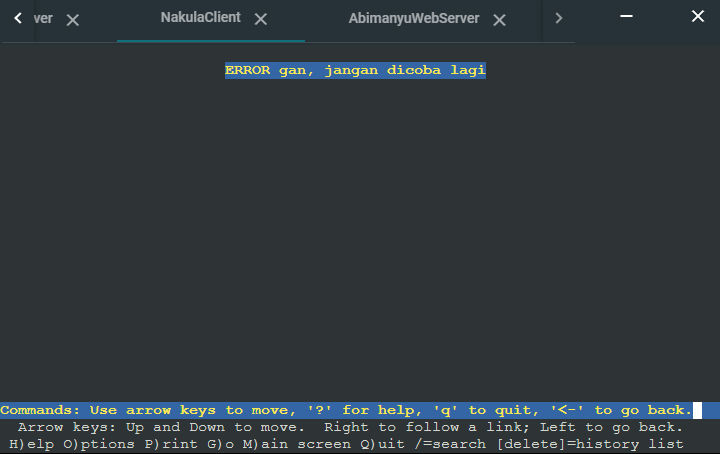 ver NakulaClient AbimanyuWebServer
ERROR gan, jangan dicoba lagi
Commands: Use arrow keys to move, '?' for help, 'q' to quit, '<-' to go back.
Arrow keys: Up and Down to move. Right to follow a link; Left to go back.
H)elp O)ptions P)rint G)o M)ain screen Q)uit /=search [delete]=history list